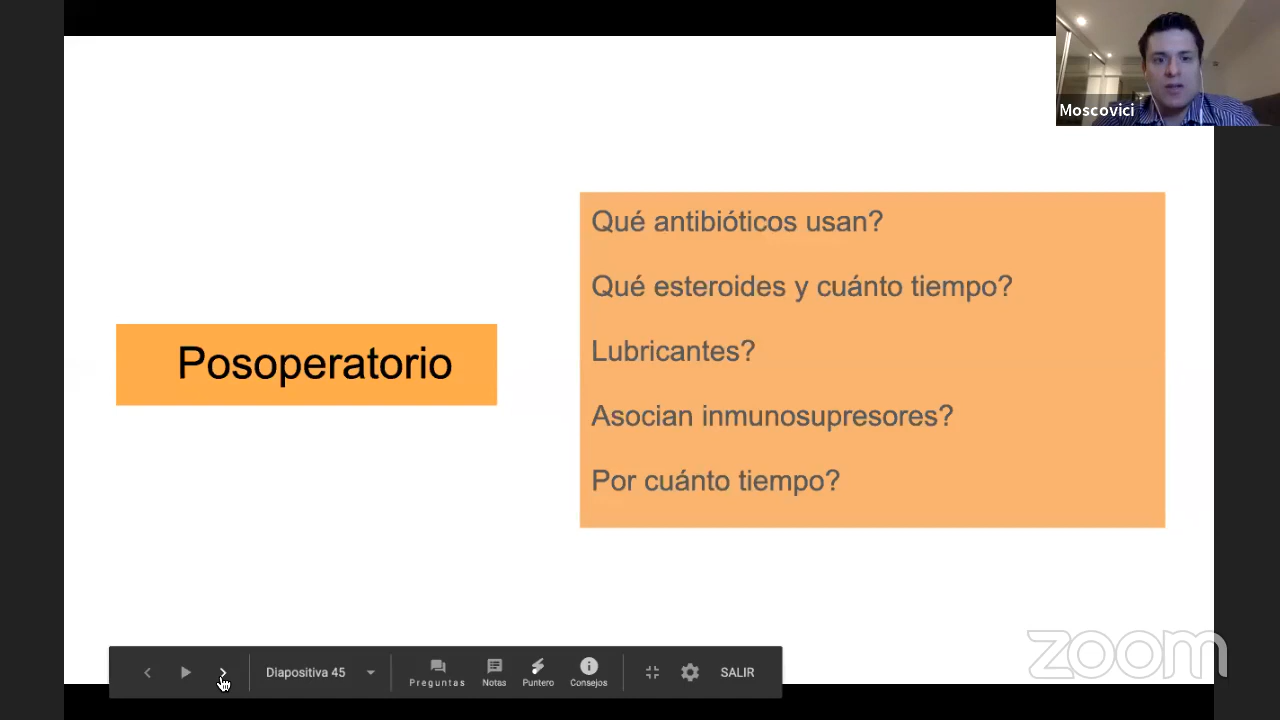 Moscovici
Qué antibióticos usan?
Qué esteroides y cuánto tiempo?
Lubricantes?
Asocian inmunosupresores?
Por cuánto tiempo?
Posoperatorio
Diapositiva 45
Preguntas
Notas
Puntero
Consejos
SALIR
zoom